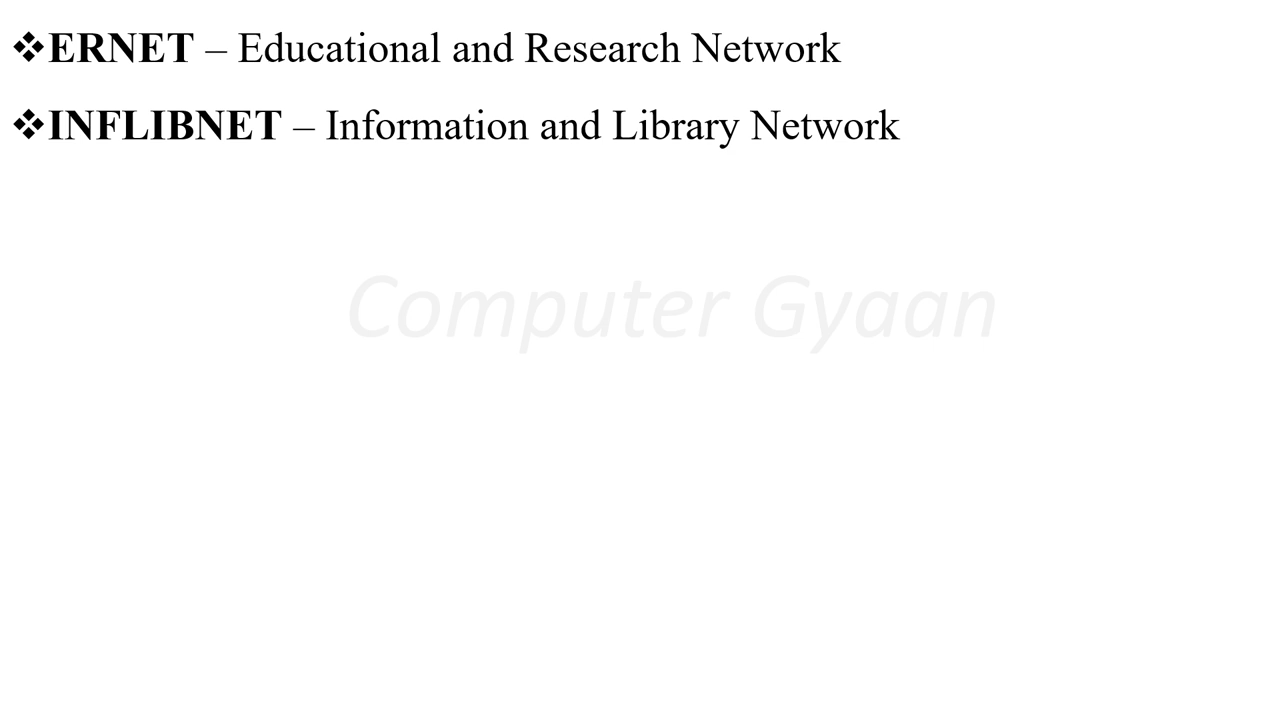 ❖ERNET – Educational and Research Network
❖INFLIBNET – Information and Library Network
Computer Gyaan